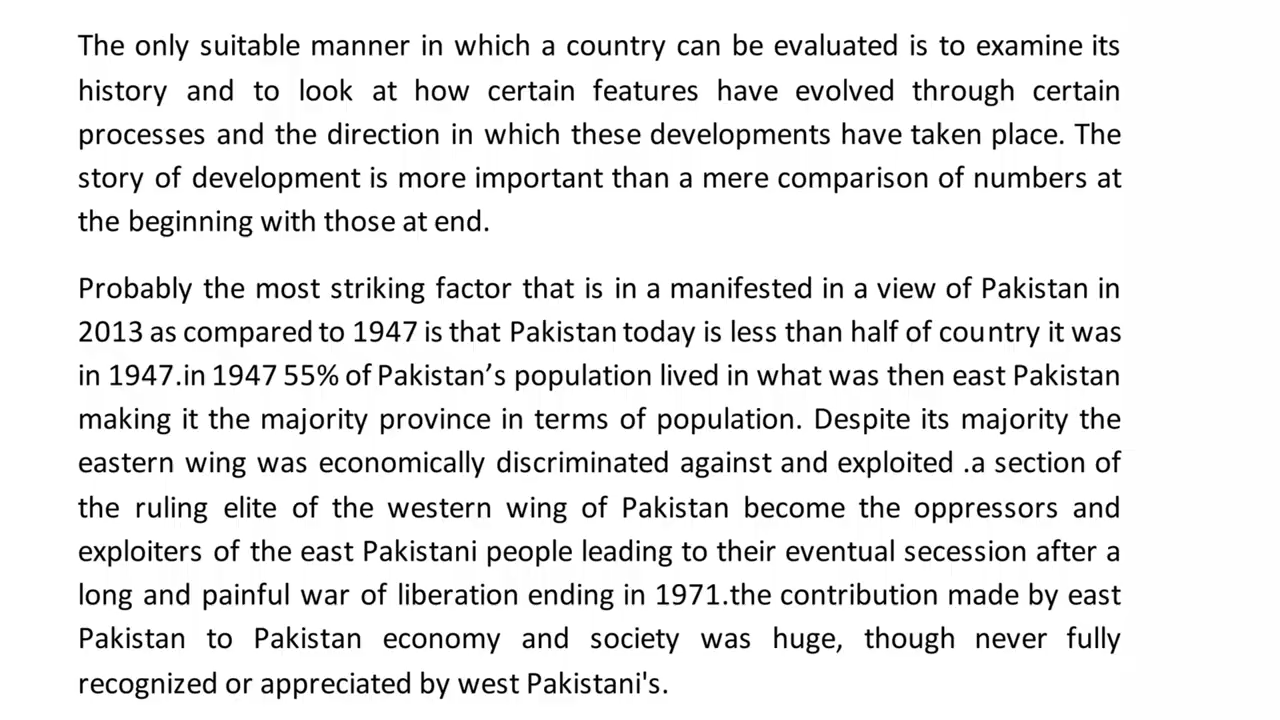 The only suitable manner in which a country can be evaluated is to examine its
history and to look at how certain features have evolved through certain
processes and the direction in which these developments have taken place. The
story of development is more important than a mere comparison of numbers at
the beginning with those at end.
Probably the most striking factor that is in a manifested in a view of Pakistan in
2013 as compared to 1947 is that Pakistan today is less than half of country it was
in 1947.in 1947 55% of Pakistan’s population lived in what was then east Pakistan
making it the majority province in terms of population. Despite its majority the
eastern wing was economically discriminated against and exploited .a section of
the ruling elite of the western wing of Pakistan become the oppressors and
exploiters of the east Pakistani people leading to their eventual secession after a
long and painful war of liberation ending in 1971.the contribution made by east
Pakistan to Pakistan economy and society was huge, though never fully
recognized or appreciated by west Pakistani's.